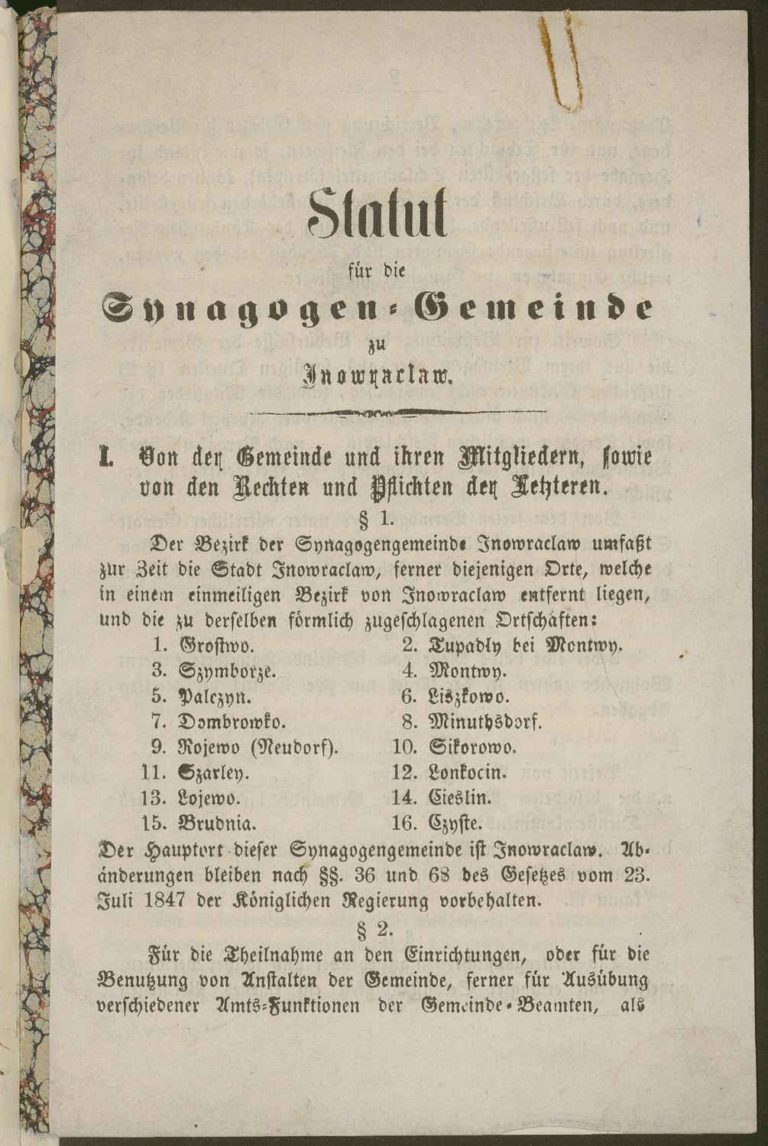 Statut
für die
Synagogen-Gemeinde
zu
Inowraclaw.
I. Von der Gemeinde und ihren Mitgliedern, sowie
von den Rechten und Pflichten der Letzteren.
§ 1.
Der Bezirk der Synagogengemeinde Inowraclaw umfaßt
zur Zeit die Stadt Inowraclaw, ferner diejenigen Orte, welche
in einem einmeiligen Bezirk von Inowraclaw entfernt liegen,
und die zu derselben förmlich zugeschlagenen Ortschaften:
1. Grostwo. 2. Tupadly bei Montwy.
3. Szymborze. 4. Montwy.
5. Palczyn. 6. Liszkowo.
7. Dombrowko. 8. Minuthsdorf.
9. Rojewo (Neudorf). 10. Sikorowo.
11. Szarley. 12. Lonkocin.
13. Lojewo. 14. Cieslin.
15. Brudnia. 16. Czyste.
Der Hauptort dieser Synagogengemeinde ist Inowraclaw. Ab-
änderungen bleiben nach §§. 36 und 68 des Gesetzes vom 23.
Juli 1847 der Königlichen Regierung vorbehalten.
§ 2.
Für die Theilnahme an den Einrichtungen, oder für die
Benutzung von Anstalten der Gemeinde, ferner für Ausübung
verschiedener Amts-Funktionen der Gemeinde-Beamten, als